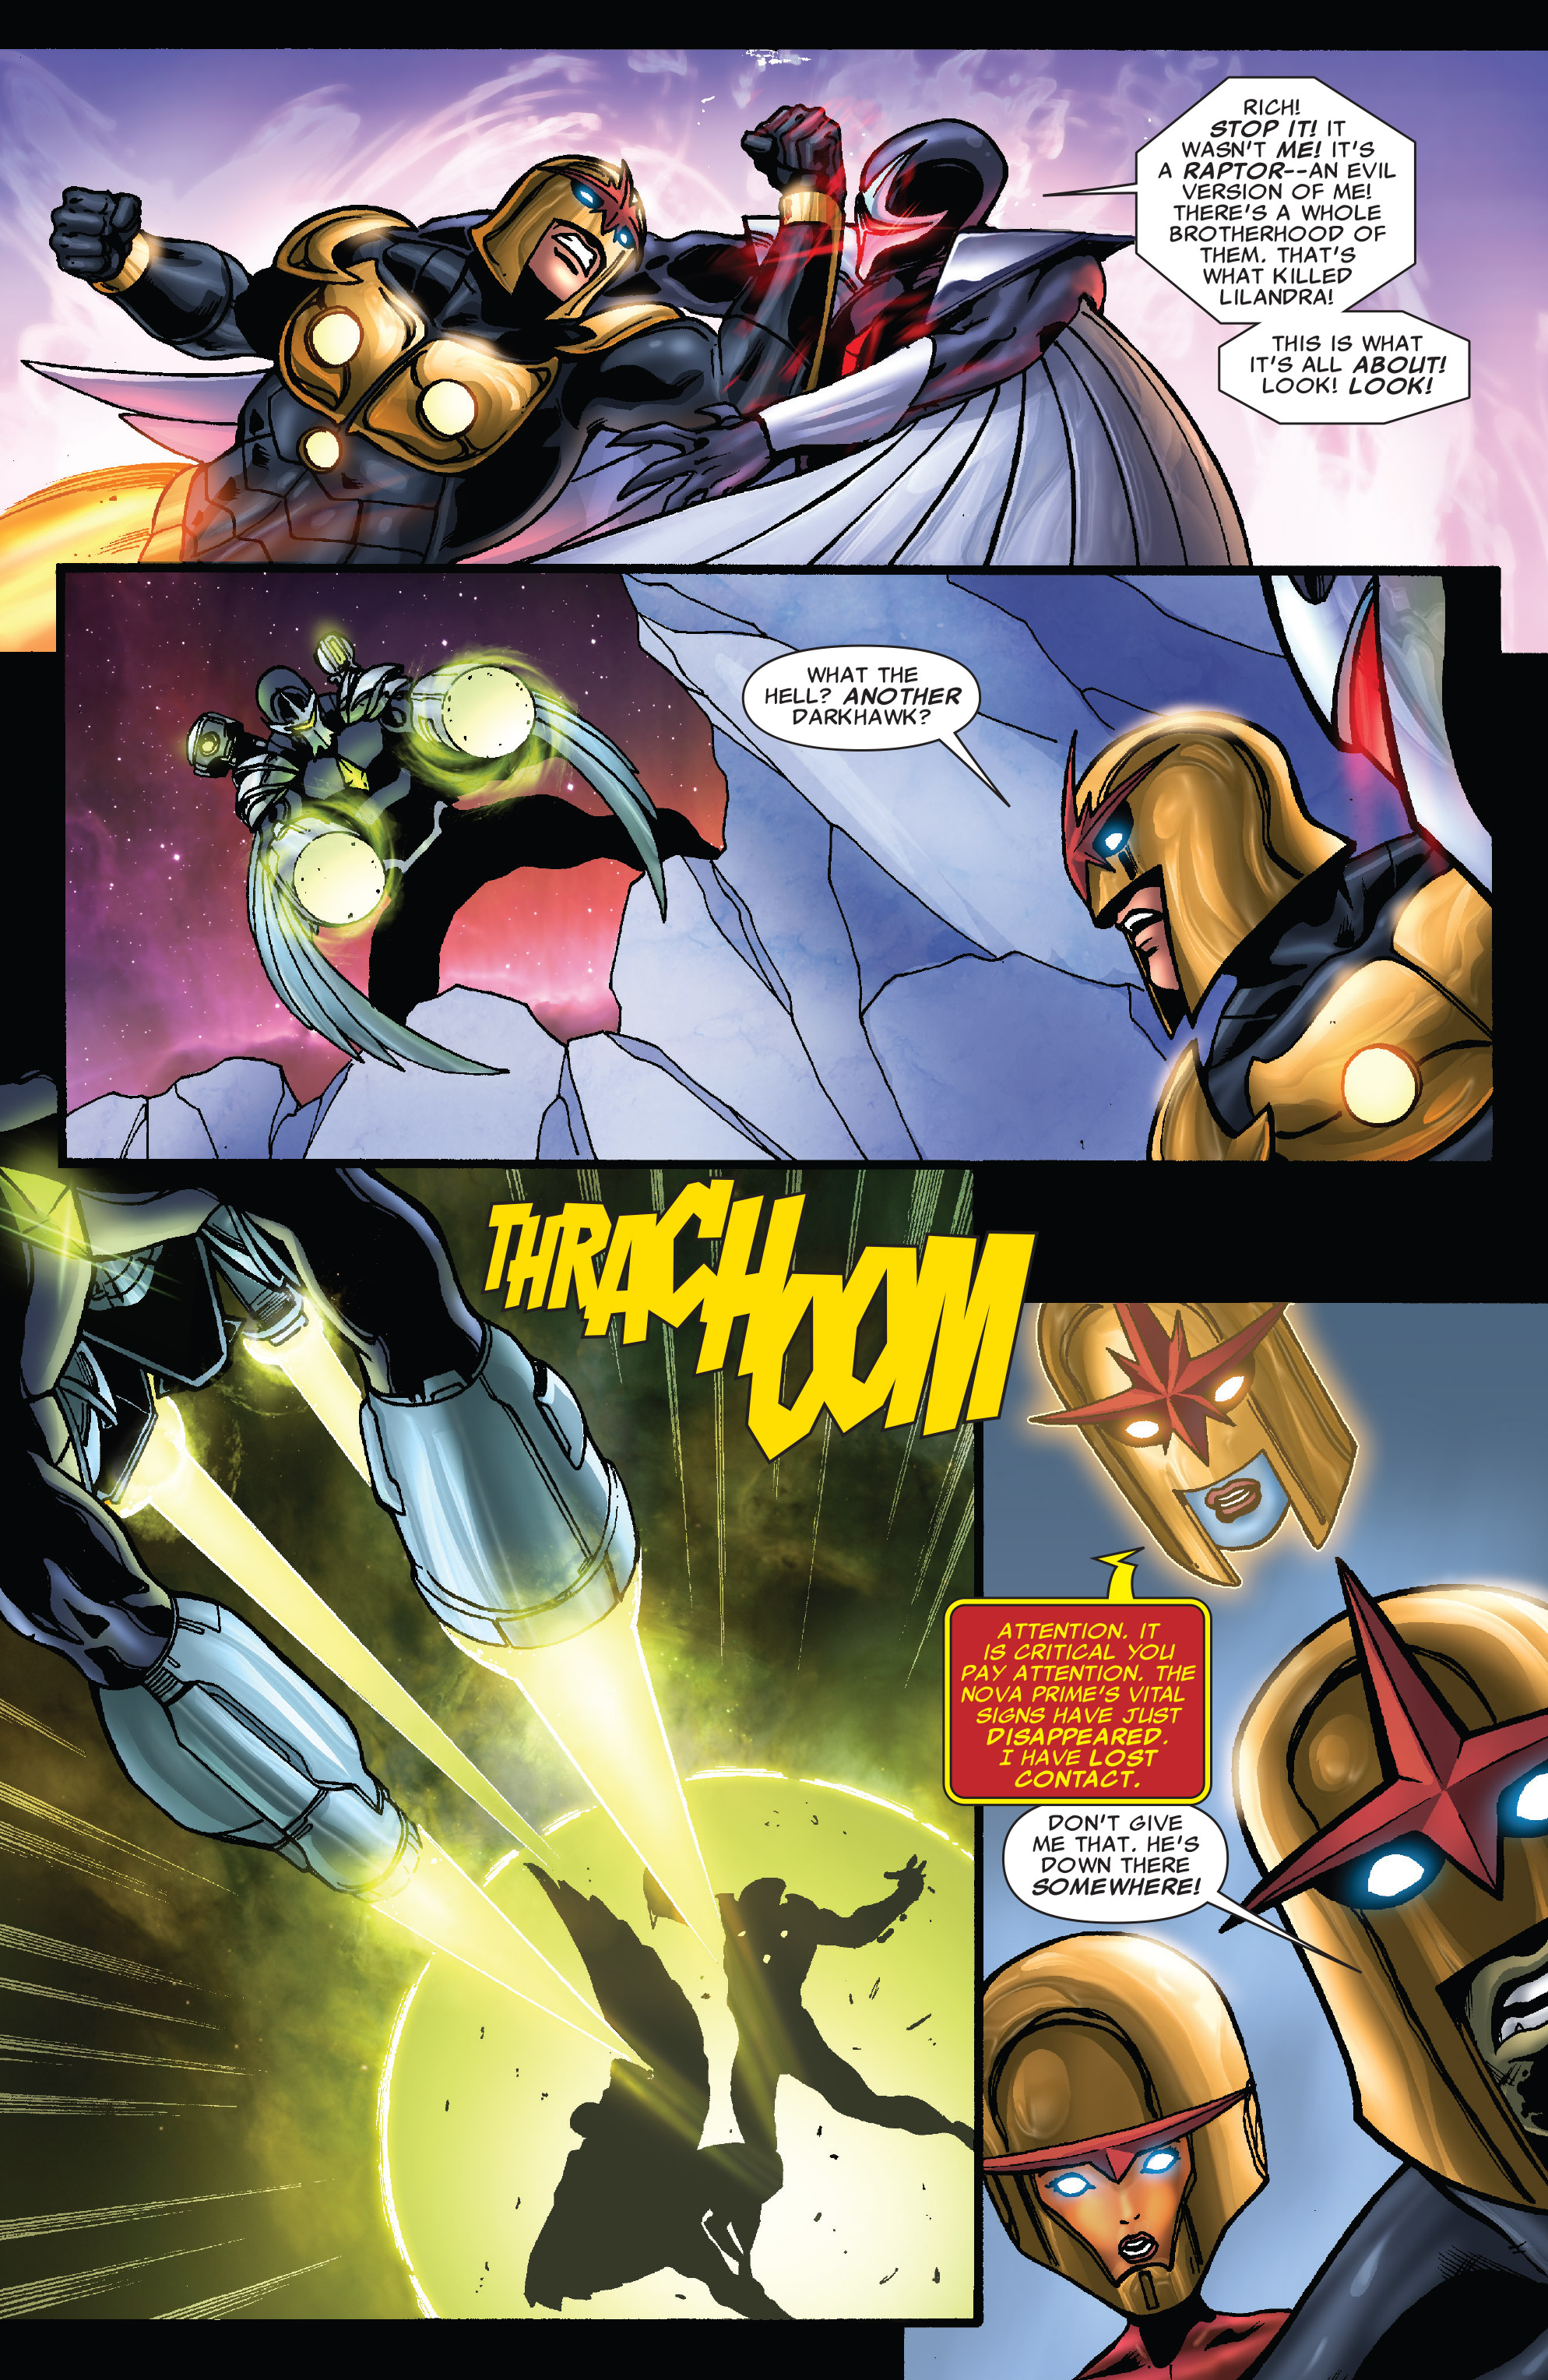 RICH!
STOP IT! IT
WASN'T ME! IT'S
A RAPTOR--AN EVIL
VERSION OF ME!
THERE'S A WHOLE
BROTHERHOOD OF
THEM. THAT'S
WHAT KILLED
LILANDRA!
THIS IS WHAT
IT'S ALL ABOUT!
LOOK! LOOK!
WHAT THE
HELL? ANOTHER
DARKHAWK?
THRACHOOM
ATTENTION. IT
IS CRITICAL YOU
PAY ATTENTION. THE
NOVA PRIME'S VITAL
SIGNS HAVE JUST
DISAPPEARED.
I HAVE LOST
CONTACT.
DON'T GIVE
ME THAT. HE'S
DOWN THERE
SOMEWHERE!